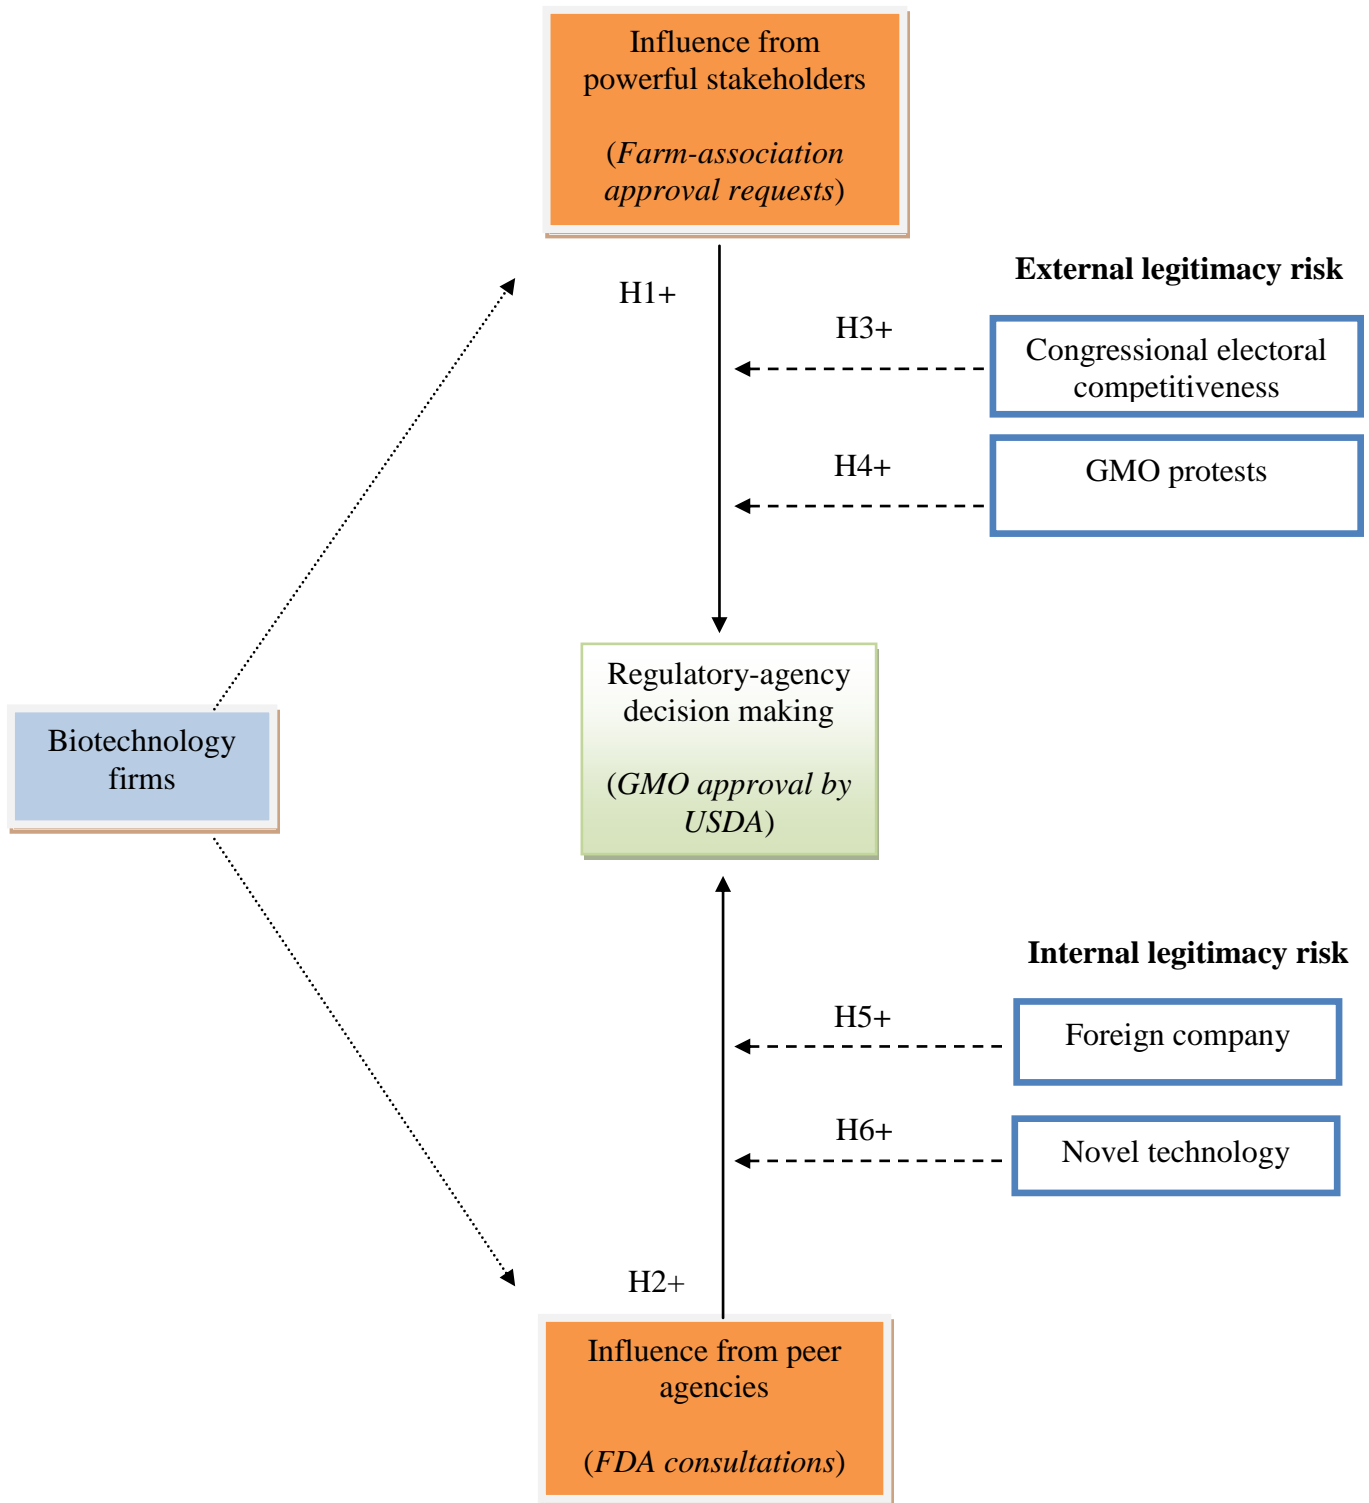 Influence from
powerful stakeholders
(Farm-association
approval requests)
H1+
External legitimacy risk
H3+
Congressional electoral
competitiveness
H4+
GMO protests
Regulatory-agency
decision making
(GMO approval by
USDA)
Biotechnology
firms
Internal legitimacy risk
H5+
Foreign company
H6+
Novel technology
H2+
Influence from peer
agencies
(FDA consultations)